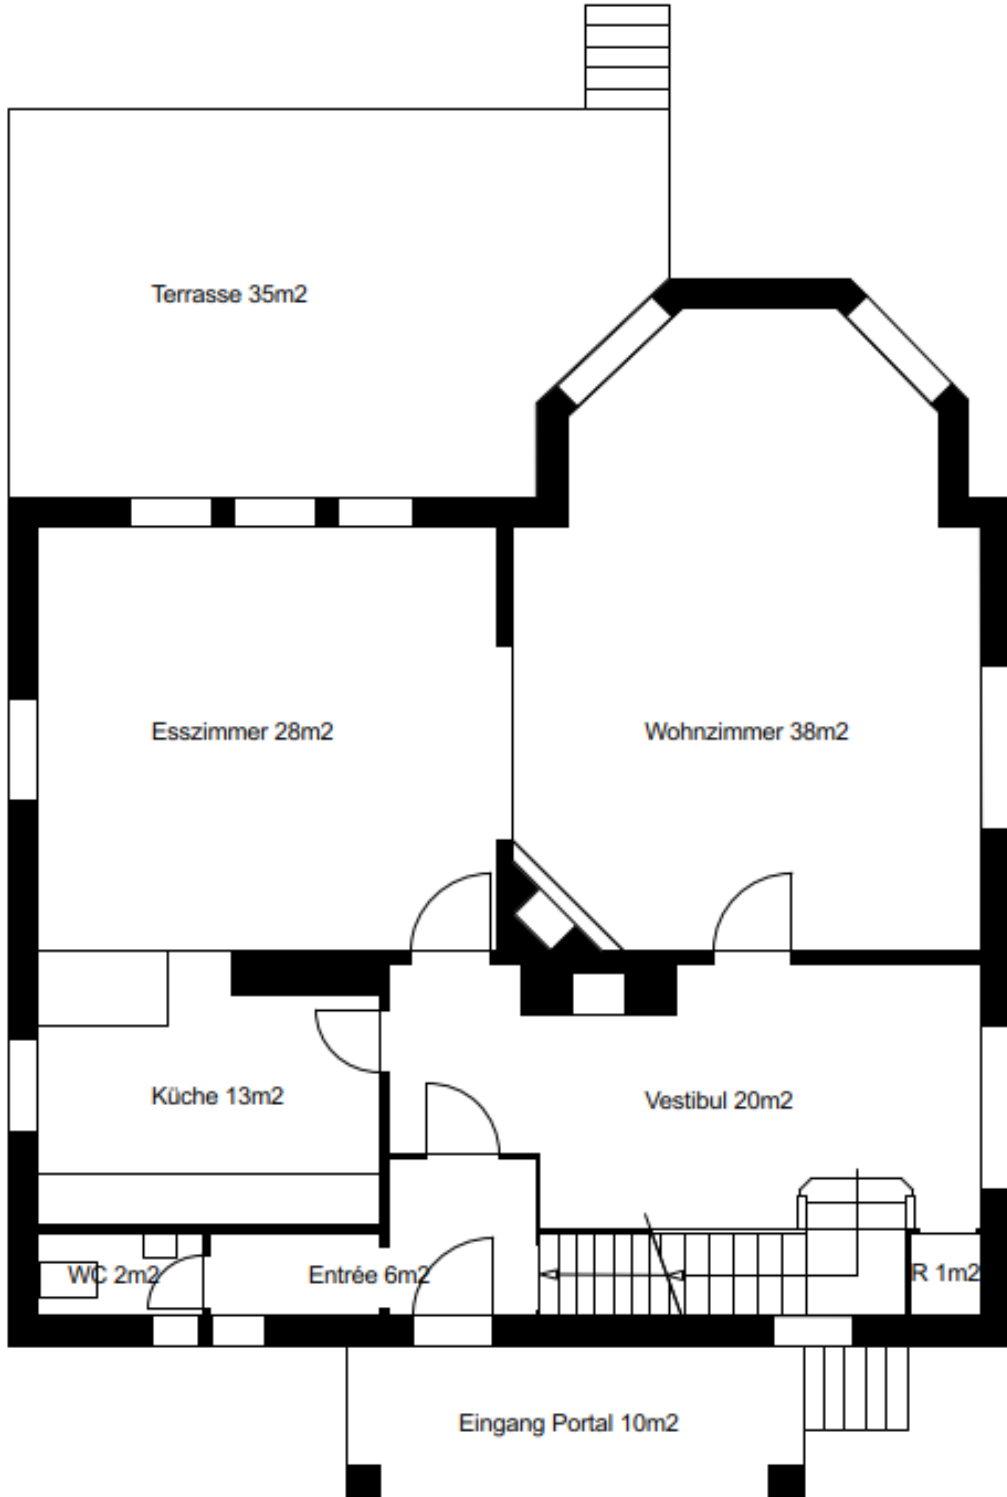 Terrasse 35m2
Esszimmer 28m2
Wohnzimmer 38m2
Küche 13m2
Vestibul 20m2
WC 2m2
Entrée 6m2
R 1m2
Eingang Portal 10m2